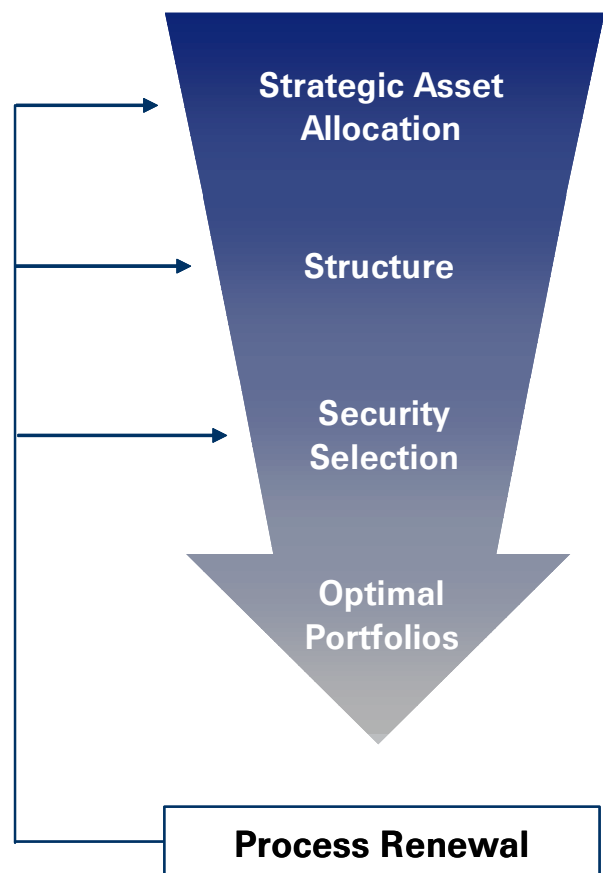 Strategic Asset
Allocation
Structure
Security
Selection
Optimal
Portfolios
Process Renewal